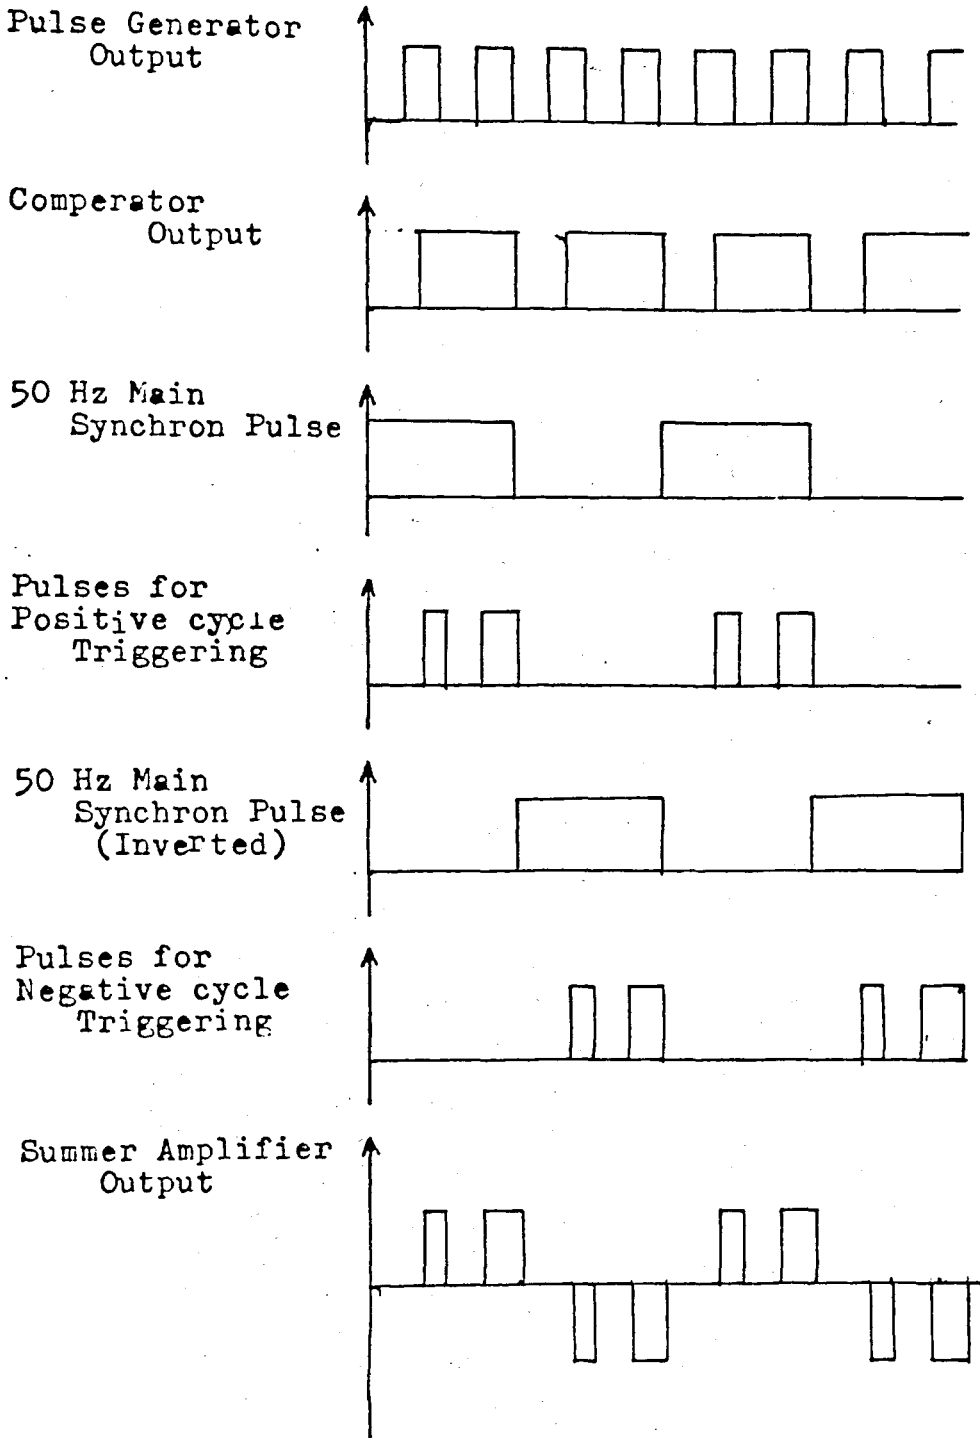 Pulse Generator
Output
Comperator
Output
50 Hz Main
Synchron Pulse
Pulses for
Positive cycle
Triggering
50 Hz Main
Synchron Pulse
(Inverted)
Pulses for
Negative cycle
Triggering
Summer Amplifier
Output